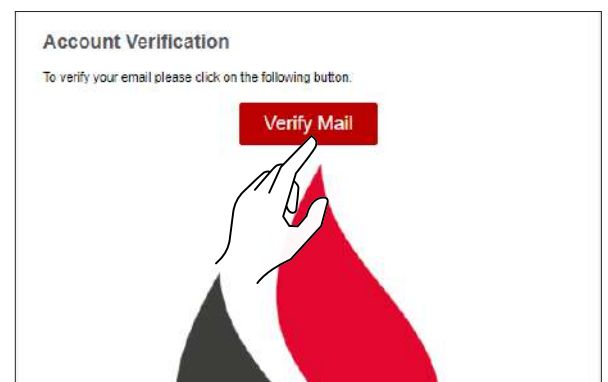 Account Verification
To verify your email please click on the following button.
Verify Mail